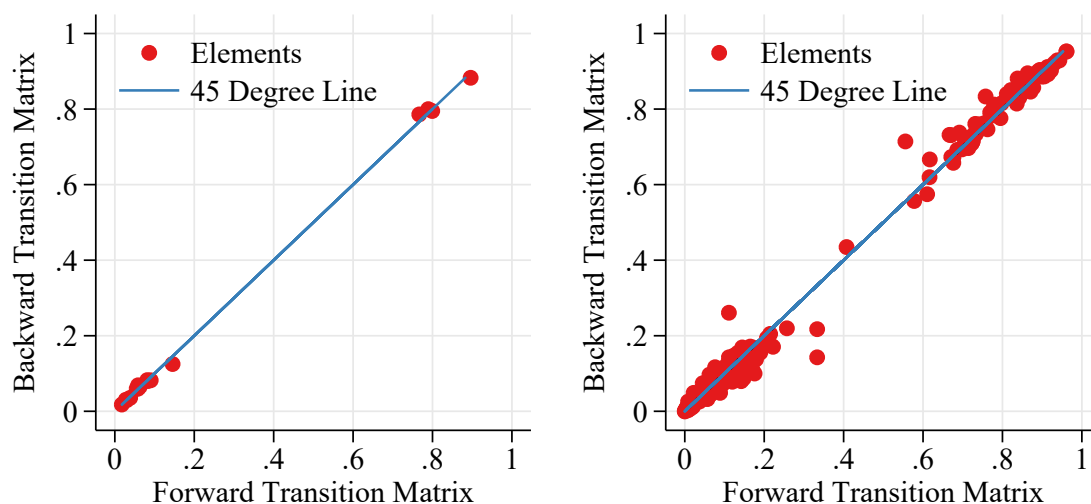 1
.8
.6
.4
.2
0
Backward Transition Matrix
Elements
45 Degree Line
0 .2 .4 .6 .8 1
Forward Transition Matrix
1
.8
.6
.4
.2
0
Backward Transition Matrix
Elements
45 Degree Line
0 .2 .4 .6 .8 1
Forward Transition Matrix